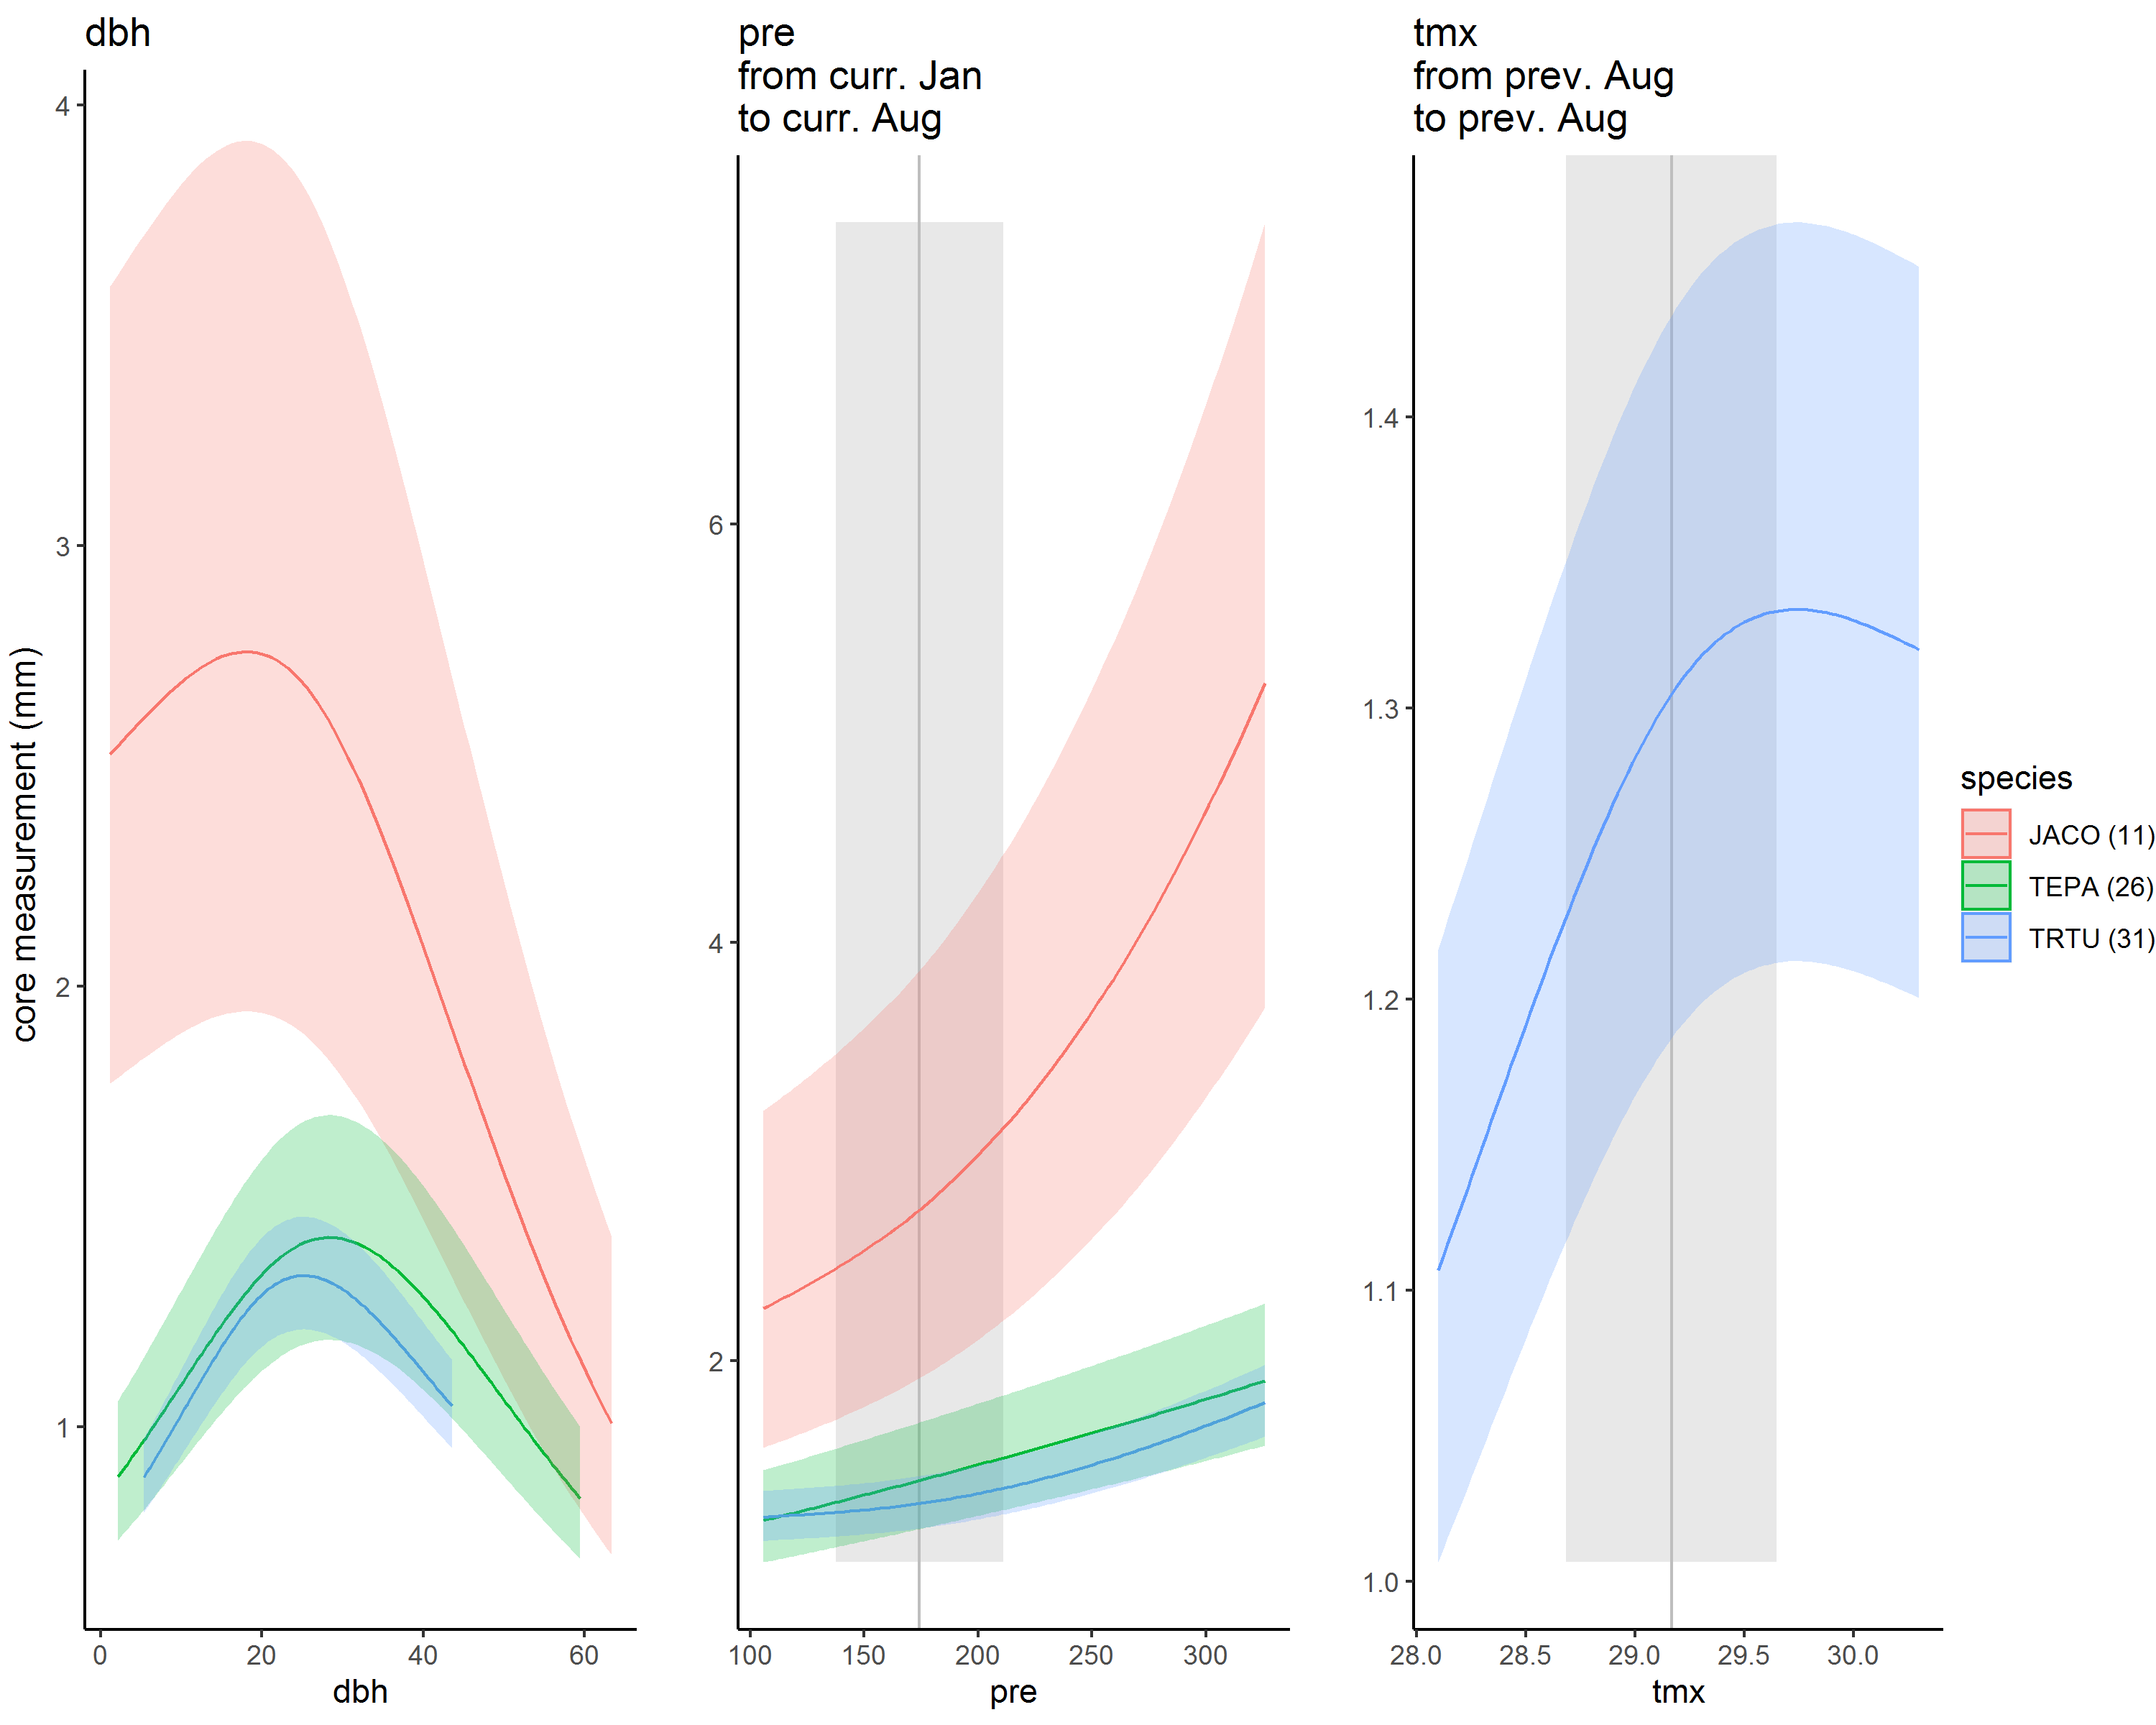 dbh
4
3
2
1
core measurement (mm)
0 20 40 60
dbh
pre
from curr. Jan
to curr. Aug
6
4
2
100 150 200 250 300
pre
tmx
from prev. Aug
to prev. Aug
1.4
1.3
1.2
1.1
1.0
28.0 28.5 29.0 29.5 30.0
tmx
species
JACO (11)
TEPA (26)
TRTU (31)